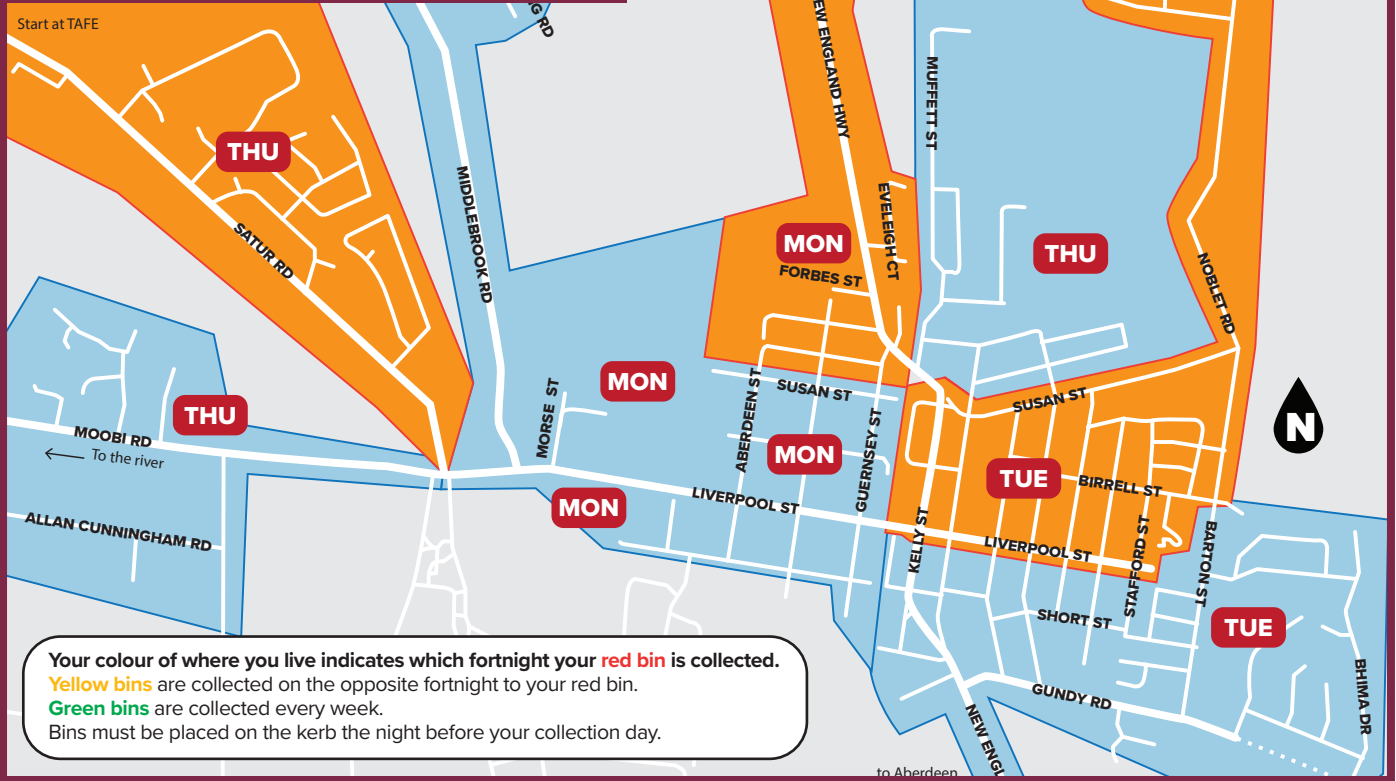 Start at TAFE
G RD
EW ENGLAND HWY
MUFFETT ST
THU
MIDDLEBROOK RD
EVELEIGH CT
SATUR RD
MON
FORBES ST
THU
NOBLET RD
MON
MORSE ST
ABERDEEN ST
SUSAN ST
SUSAN ST
GUERNSEY ST
THU
MOOBI RD
To the river
MON
N
TUE
BIRRELL ST
MON
LIVERPOOL ST
ALLAN CUNNINGHAM RD
KELLY ST
LIVERPOOL ST
STAFFORD ST
BARTON ST
SHORT ST
TUE
BHIMA DR
GUNDY RD
NEW ENGL
to Aberdeen
Your colour of where you live indicates which fortnight your red bin is collected.
Yellow bins are collected on the opposite fortnight to your red bin.
Green bins are collected every week.
Bins must be placed on the kerb the night before your collection day.